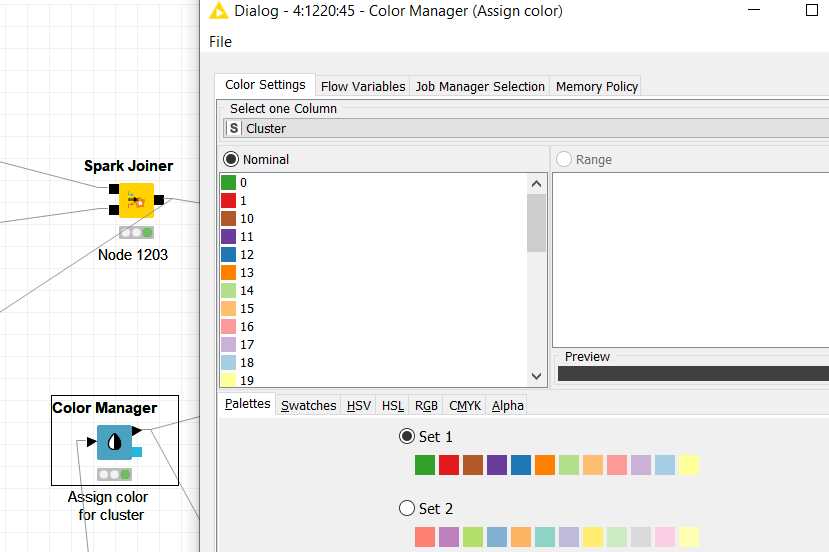 Dialog - 4:1220:45 - Color Manager (Assign color)
File
Color Settings
Flow Variables
Job Manager Selection
Memory Policy
Select one Column
S Cluster
Nominal
Range
0
1
10
11
12
13
14
15
16
17
18
19
Preview
Palettes
Swatches
HSV
HSL
RGB
CMYK
Alpha
Set 1
Set 2
Spark Joiner
Node 1203
Color Manager
Assign color
for cluster